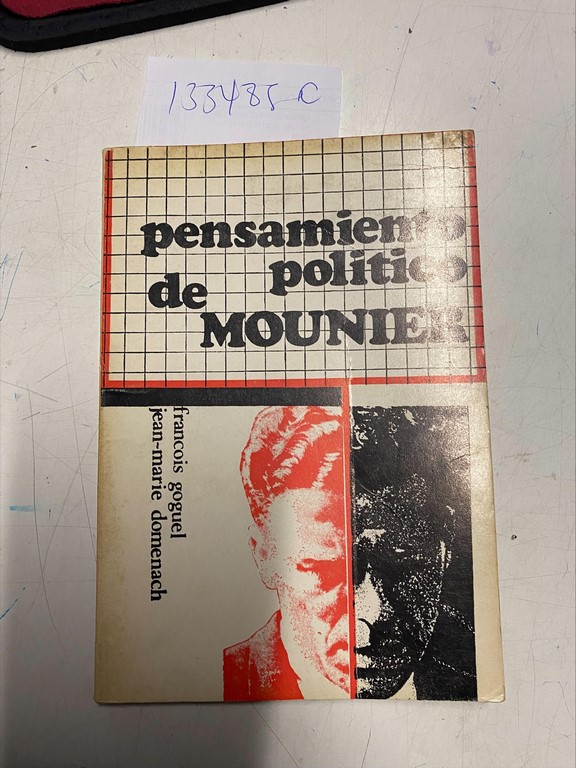 133485-C
pensamiento
politico
de
MOUNIER
francois goguel
jean-marie domenach